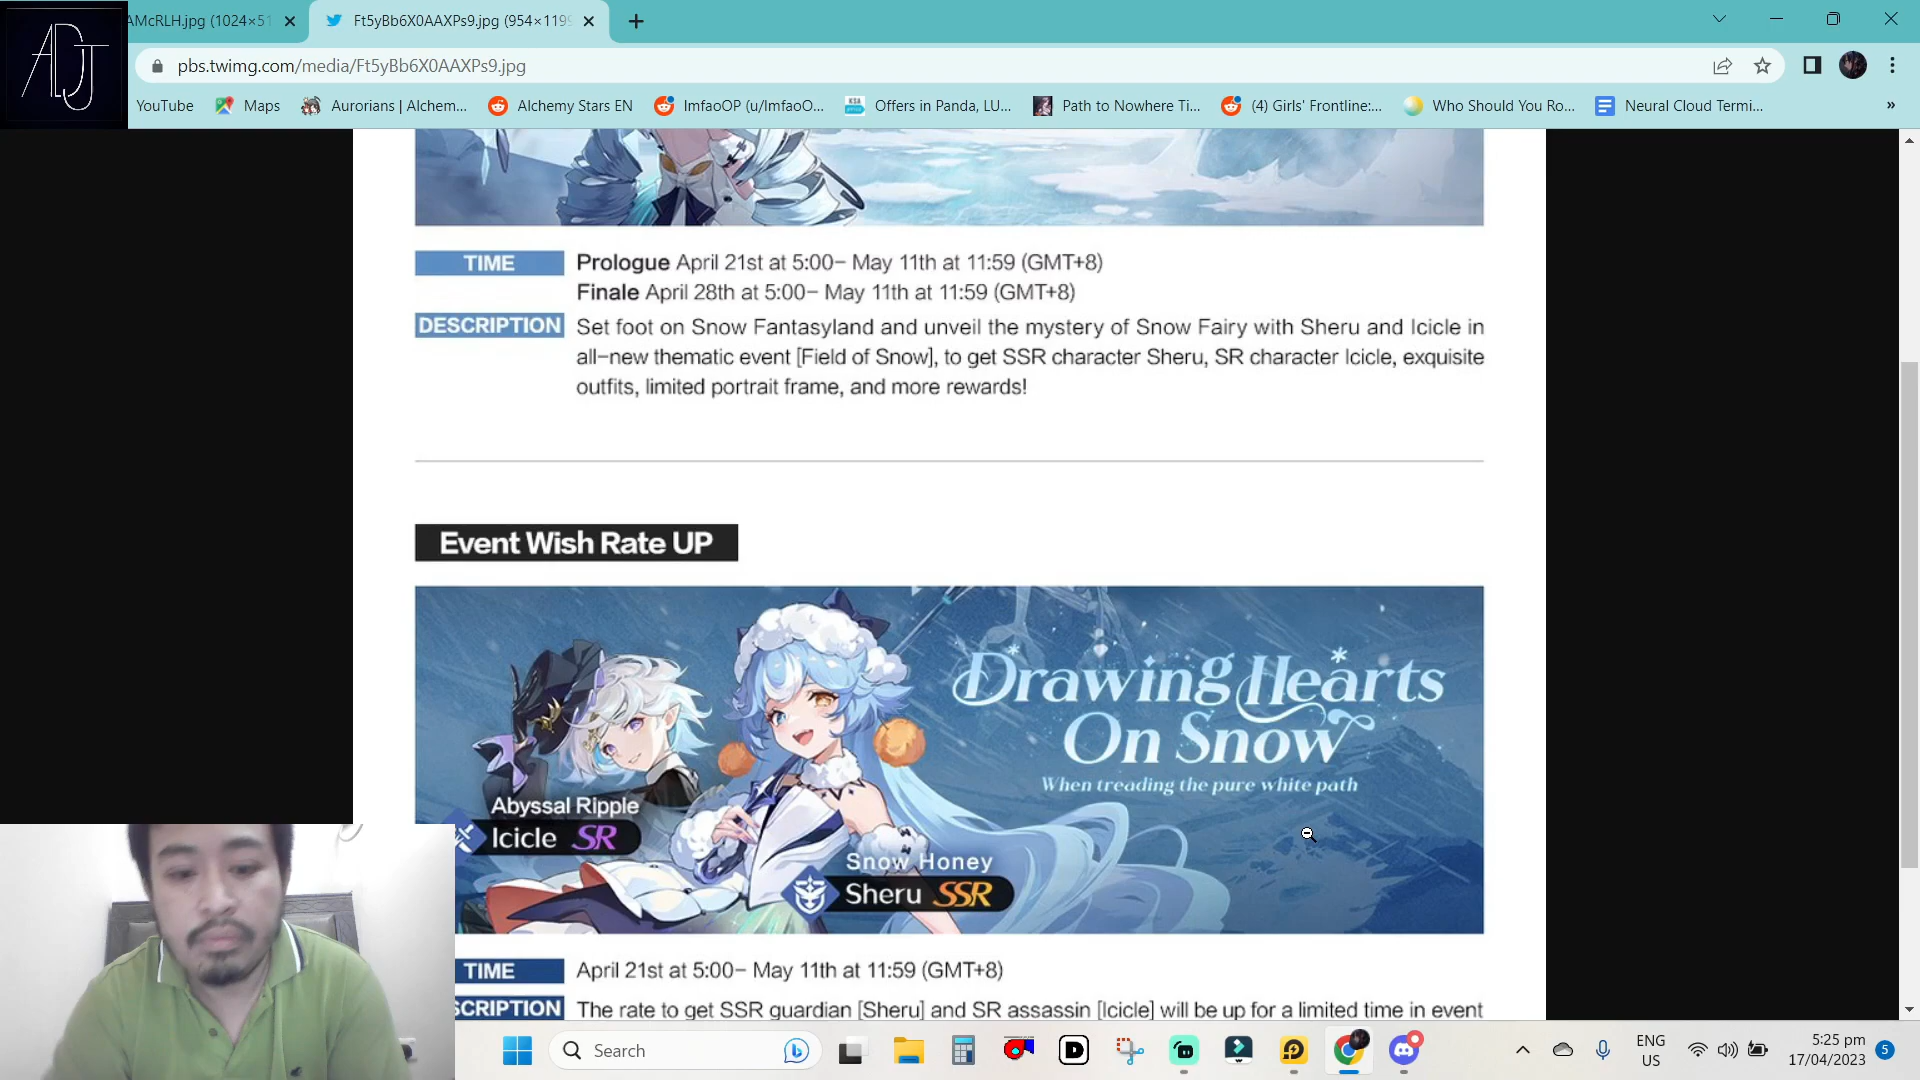 ADJ
AMcRLH.jpg (1024×51
Ft5yBb6X0AAXPs9.jpg (954×1199
pbs.twimg.com/media/Ft5yBb6X0AAXPs9.jpg
YouTube
Maps
Aurorians | Alchem...
Alchemy Stars EN
lmfaoOP (u/lmfaoO...
Offers in Panda, LU...
Path to Nowhere Ti...
(4) Girls' Frontline:...
Who Should You Ro...
Neural Cloud Termi...
»
TIME
Prologue April 21st at 5:00– May 11th at 11:59 (GMT+8)
Finale April 28th at 5:00– May 11th at 11:59 (GMT+8)
DESCRIPTION
Set foot on Snow Fantasyland and unveil the mystery of Snow Fairy with Sheru and Icicle in
all-new thematic event [Field of Snow], to get SSR character Sheru, SR character Icicle, exquisite
outfits, limited portrait frame, and more rewards!
Event Wish Rate UP
Drawing Hearts
On Snow
When treading the pure white path
Abyssal Ripple
Icicle SR
Snow Honey
Sheru SSR
TIME
April 21st at 5:00– May 11th at 11:59 (GMT+8)
SCRIPTION
The rate to get SSR guardian [Sheru] and SR assassin [Icicle] will be up for a limited time in event
Search
ENG
US
5:25 pm
17/04/2023
5